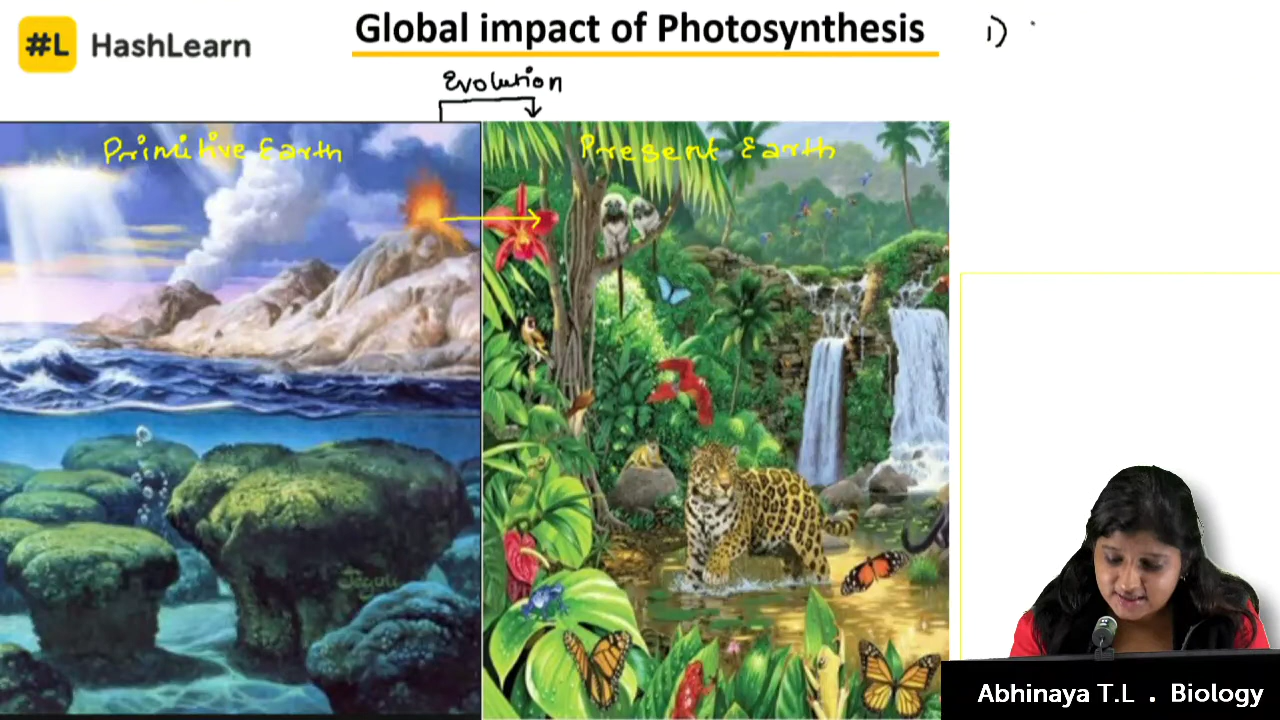 #L HashLearn
Global impact of Photosynthesis
1)
Evolution
Primitive Earth
Present Earth
Abhinaya T.L . Biology